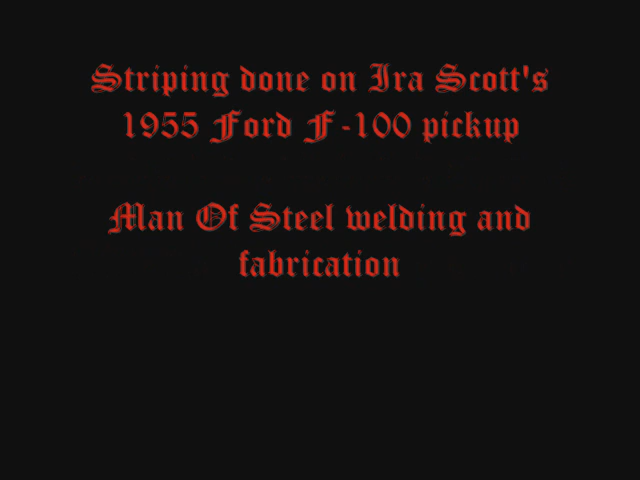 Striping done on Ira Scott's
1955 Ford F-100 pickup
Man Of Steel welding and
fabrication